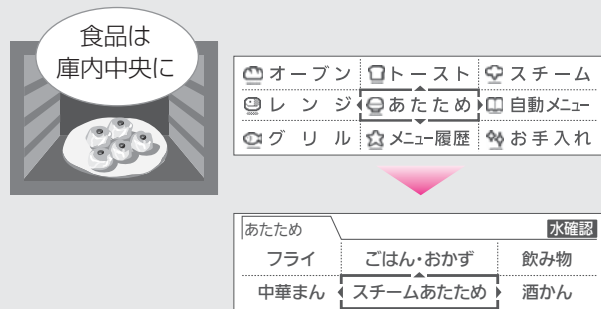 食品は
庫内中央に
オーブン トースト スチーム
レンジ あたため 自動メニュー
グリル メニュー履歴 お手入れ
あたため 水確認
フライ ごはん・おかず 飲み物
中華まん スチームあたため 酒かん